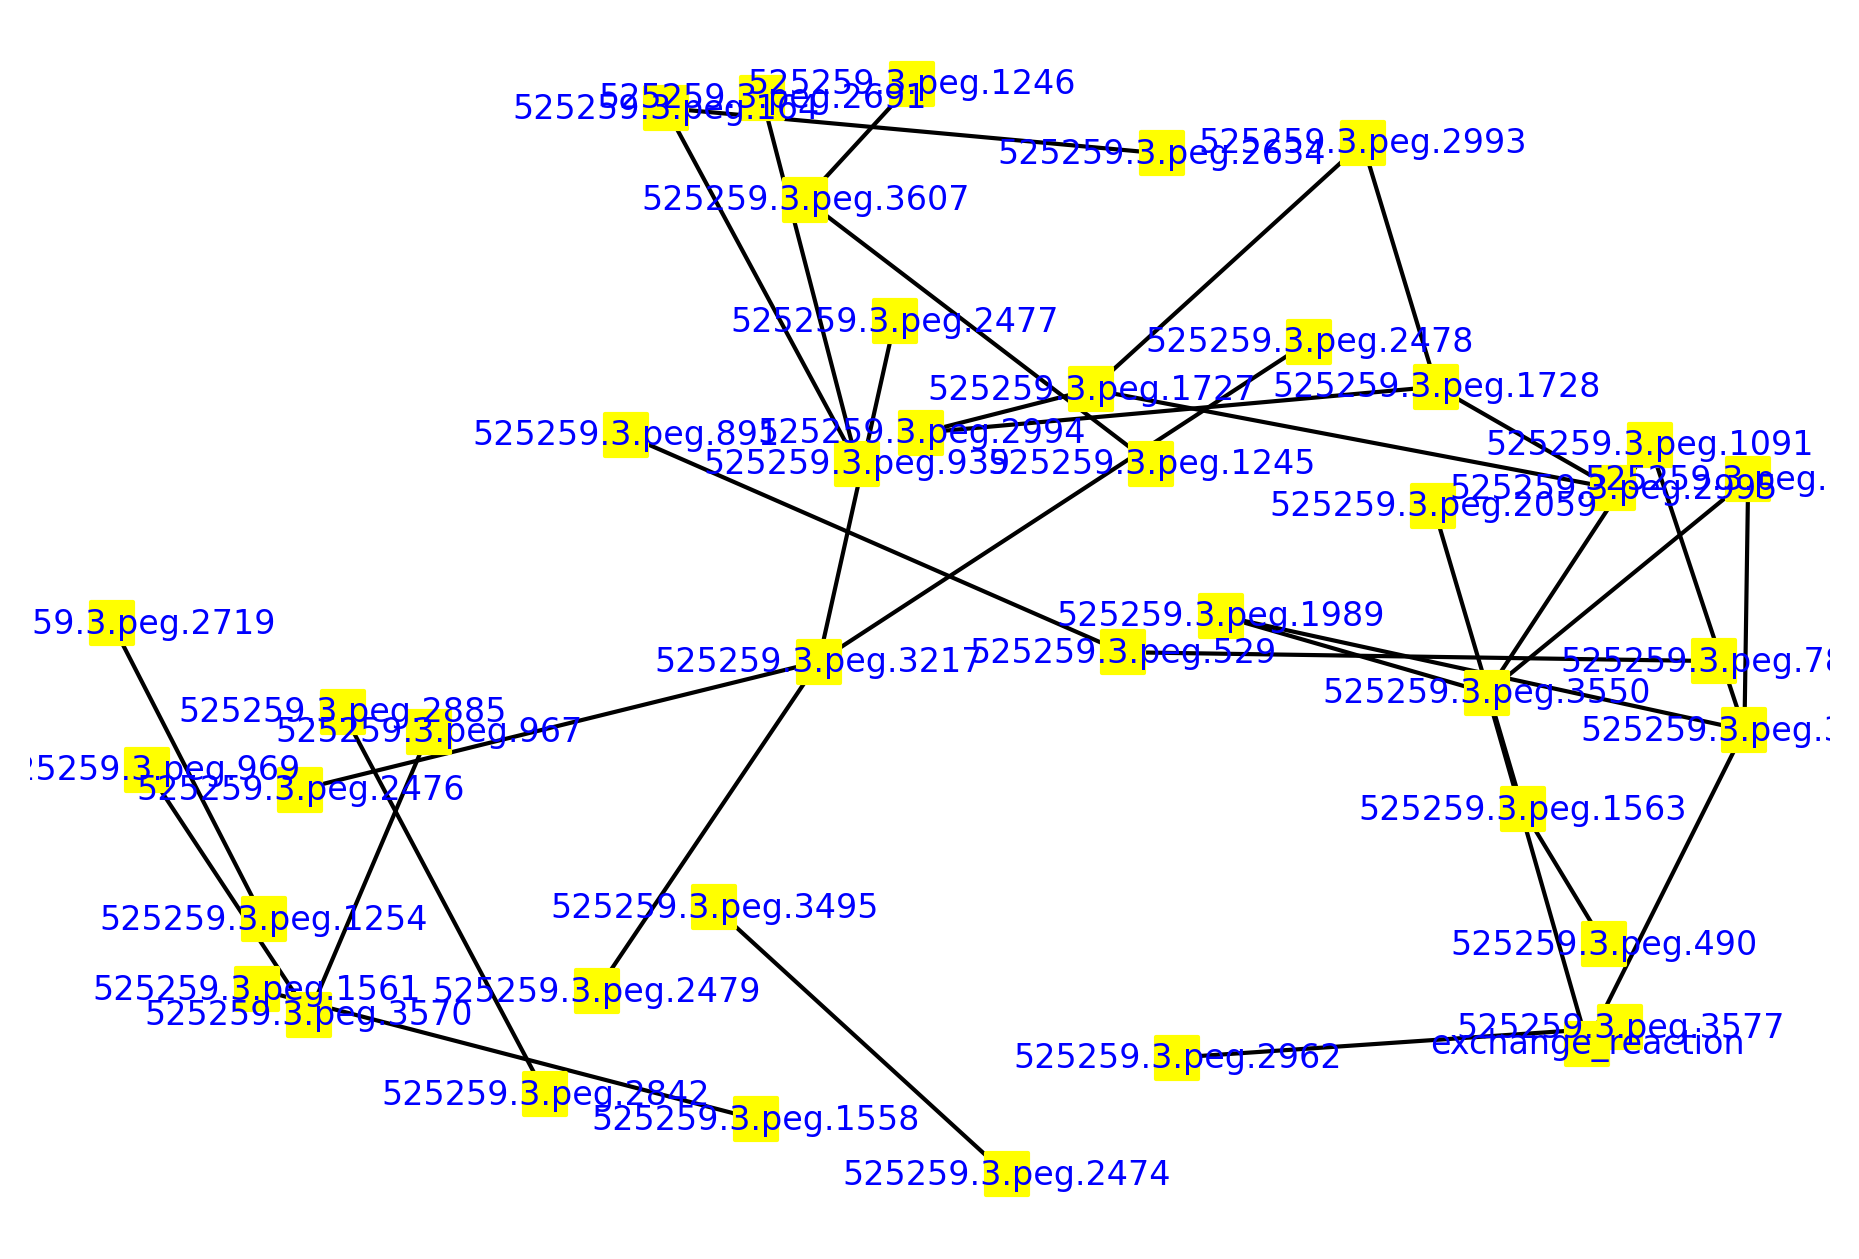 525259.3.peg.1246
525259.3.peg.2691
525259.3.peg.164
525259.3.peg.2634
525259.3.peg.2993
525259.3.peg.3607
525259.3.peg.2477
525259.3.peg.2478
525259.3.peg.1727
525259.3.peg.1728
525259.3.peg.891
525259.3.peg.2994
525259.3.peg.1091
525259.3.peg.939
525259.3.peg.1245
525259.3.peg.
525259.3.peg.2059
525259.3.peg.1989
59.3.peg.2719
525259.3.peg.529
525259.3.peg.3217
525259.3.peg.78
525259.3.peg.3550
525259.3.peg.2885
525259.3.peg.967
525259.3.peg.3
25259.3.peg.969
525259.3.peg.2476
525259.3.peg.1563
525259.3.peg.3495
525259.3.peg.1254
525259.3.peg.490
525259.3.peg.1561
525259.3.peg.2479
525259.3.peg.3570
525259.3.peg.3577
exchange_reaction
525259.3.peg.2962
525259.3.peg.2842
525259.3.peg.1558
525259.3.peg.2474